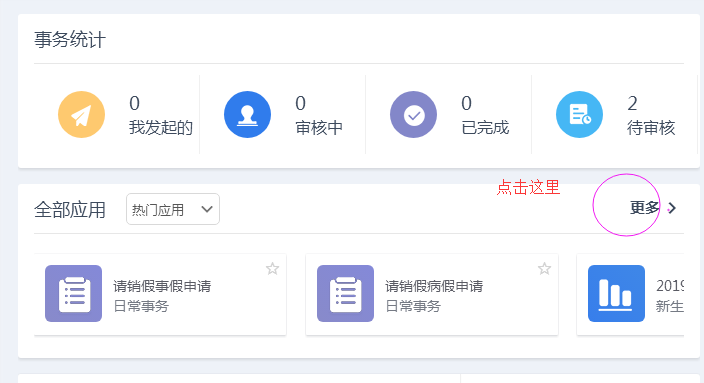 事务统计
0
我发起的
0
审核中
0
已完成
2
待审核
点击这里
全部应用
热门应用
更多
请销假事假申请
日常事务
请销假病假申请
日常事务
2019
新生